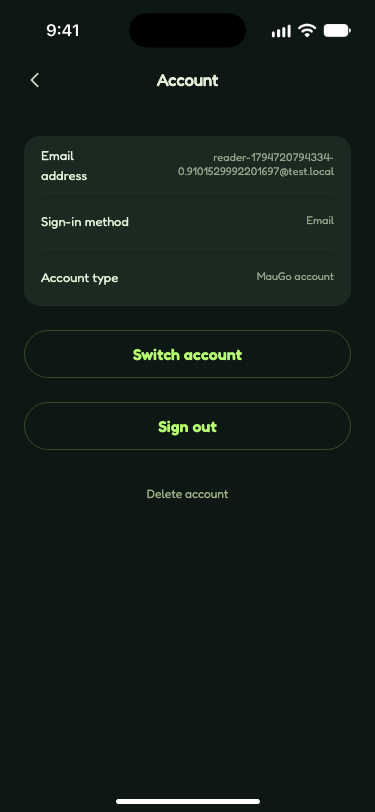 9:41
Account
Email
address
reader-1794720794334-
0.9101529992201697@test.local
Sign-in method
Email
Account type
MauGo account
Switch account
Sign out
Delete account